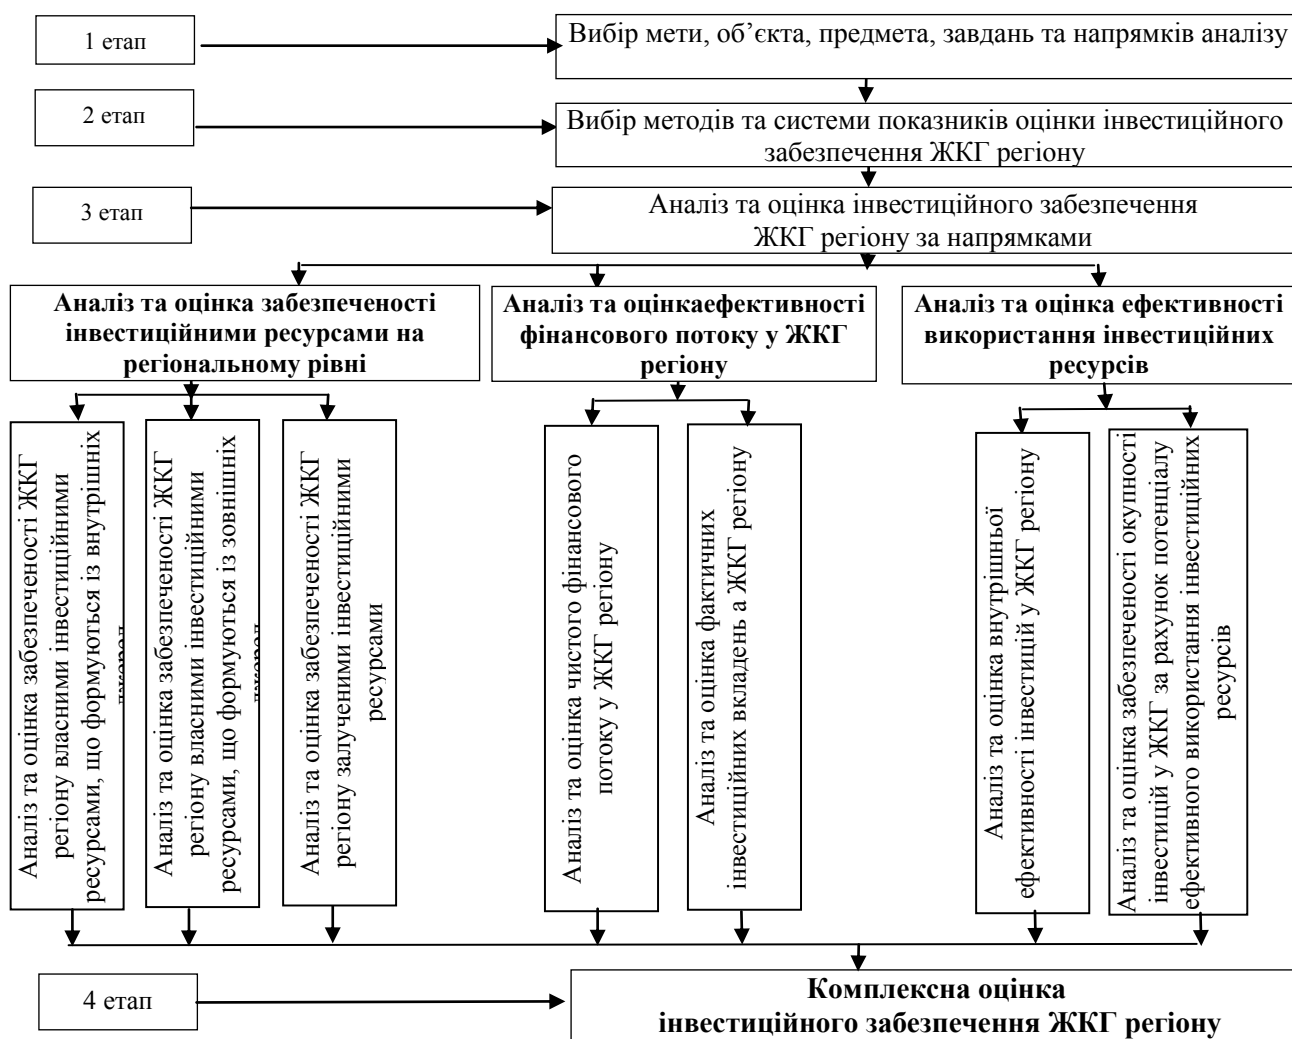 1 етап
Вибір мети, об’єкта, предмета, завдань та напрямків аналізу
2 етап
Вибір методів та системи показників оцінки інвестиційного
забезпечення ЖКГ регіону
3 етап
Аналіз та оцінка інвестиційного забезпечення
ЖКГ регіону за напрямками
Аналіз та оцінка забезпеченості
інвестиційними ресурсами на
регіональному рівні
Аналіз та оцінкаефективності
фінансового потоку у ЖКГ
регіону
Аналіз та оцінка ефективності
використання інвестиційних
ресурсів
Аналіз та оцінка забезпеченості ЖКГ
регіону власними інвестиційними
ресурсами, що формуються із внутрішніх
Аналіз та оцінка забезпеченості ЖКГ
регіону власними інвестиційними
ресурсами, що формуються із зовнішніх
Аналіз та оцінка забезпеченості ЖКГ
регіону залученими інвестиційними
ресурсами
Аналіз та оцінка чистого фінансового
потоку у ЖКГ регіону
Аналіз та оцінка фактичних
інвестиційних вкладень а ЖКГ регіону
Аналіз та оцінка внутрішньої
ефективності інвестицій у ЖКГ регіону
Аналіз та оцінка забезпеченості окупності
інвестицій у ЖКГ за рахунок потенціалу
ефективного використання інвестиційних
ресурсів
4 етап
Комплексна оцінка
інвестиційного забезпечення ЖКГ регіону